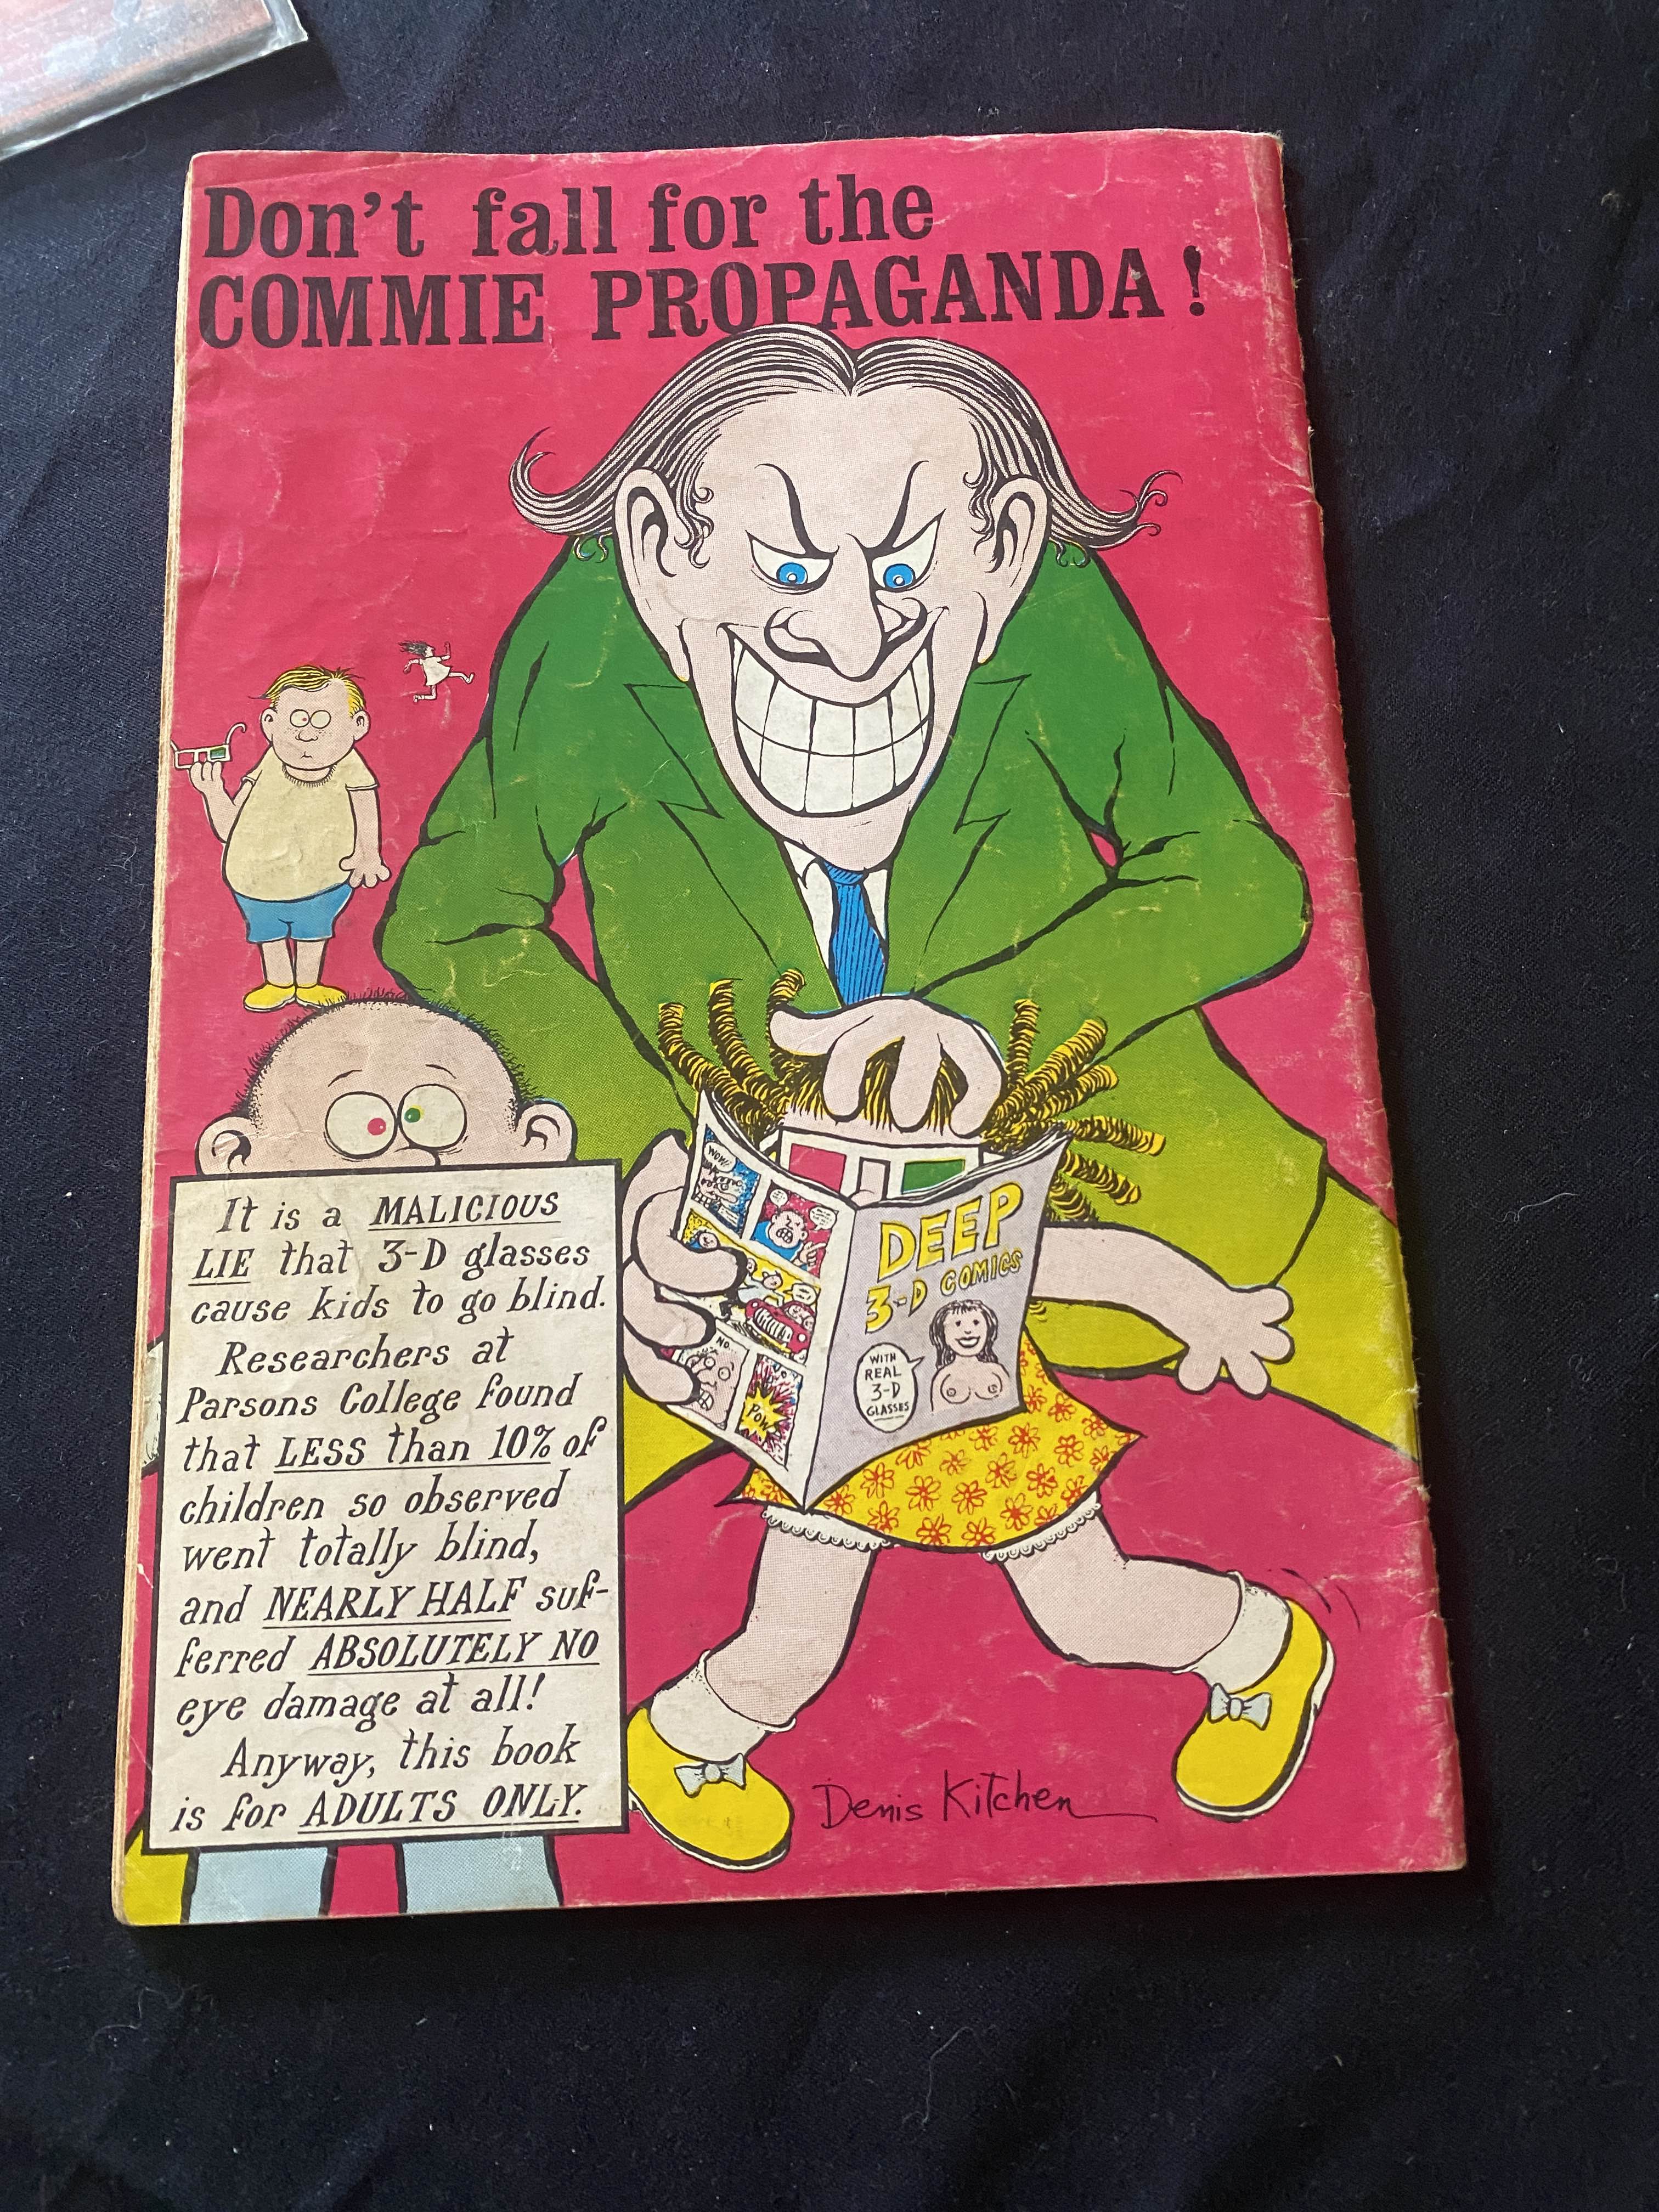 Don't fall for the
COMMIE PROPAGANDA!
It is a MALICIOUS
LIE that 3-D glasses
cause kids to go blind.
Researchers at
Parsons College found
that LESS than 10% of
children so observed
went totally blind,
and NEARLY HALF suf-
ferred ABSOLUTELY NO
eye damage at all!
Anyway, this book
is for ADULTS ONLY.
WOW!
NO.
POW!
DEEP
3-D COMICS
WITH
REAL
3-D
GLASSES
Denis Kitchen